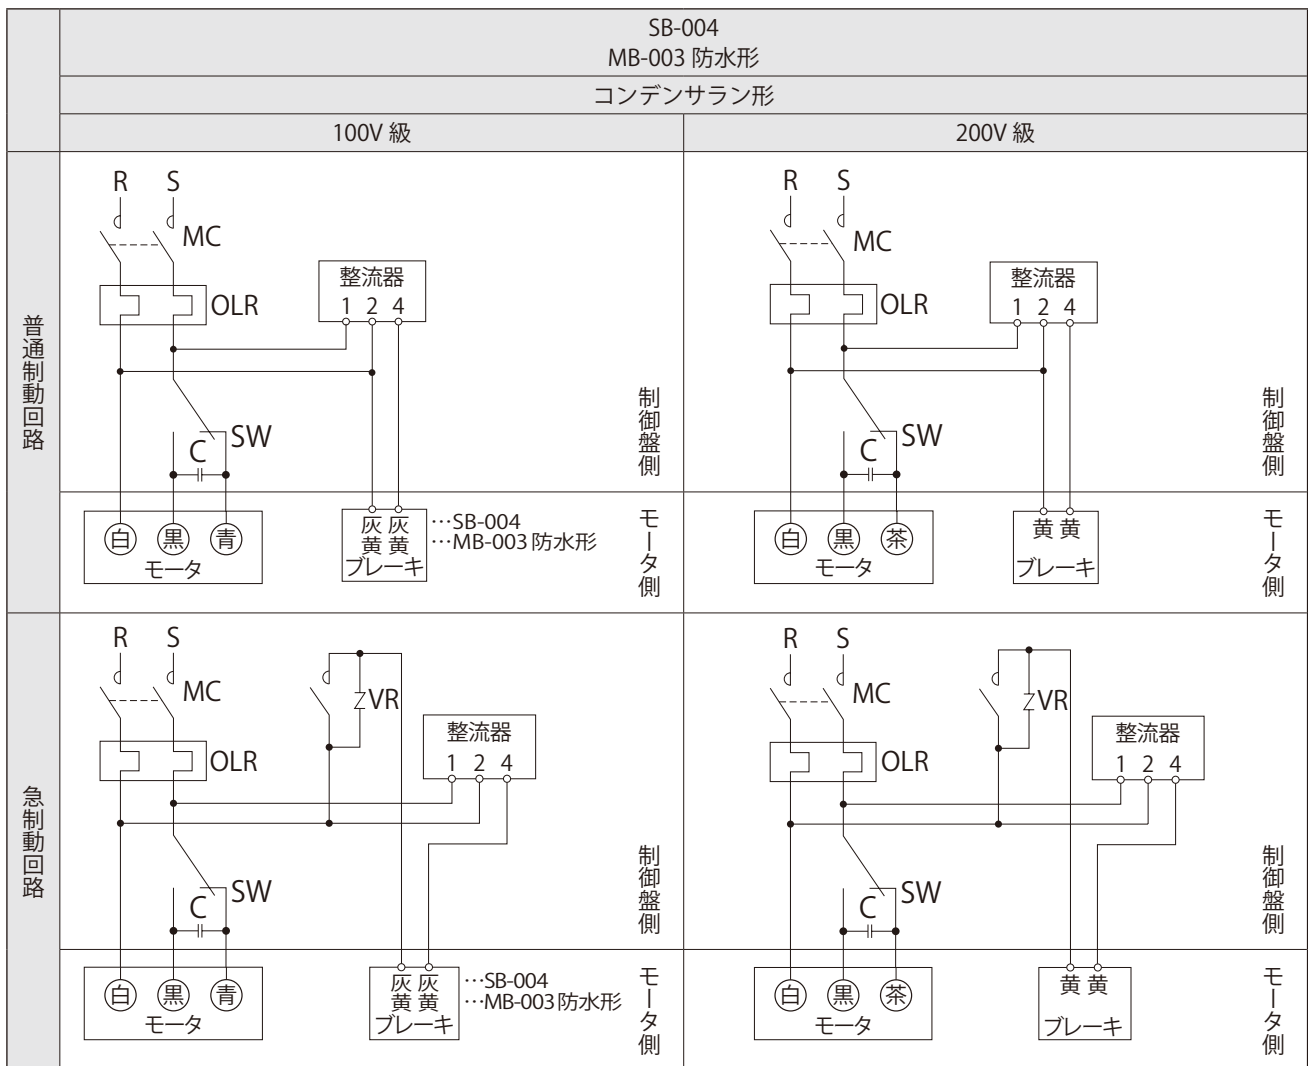 SB-004
MB-003 防水形
コンデンサラン形
100V 級
200V 級
普通制動回路
R S
MC
OLR
整流器
1 2 4
SW
C
制御盤側
白 黒 青
モータ
灰 灰 …SB-004
黄 黄 …MB-003 防水形
ブレーキ
モータ側
R S
MC
OLR
整流器
1 2 4
SW
C
制御盤側
白 黒 茶
モータ
黄 黄
ブレーキ
モータ側
急制動回路
R S
MC
VR
OLR
整流器
1 2 4
SW
C
制御盤側
白 黒 青
モータ
灰 灰 …SB-004
黄 黄 …MB-003 防水形
ブレーキ
モータ側
R S
MC
VR
OLR
整流器
1 2 4
SW
C
制御盤側
白 黒 茶
モータ
黄 黄
ブレーキ
モータ側